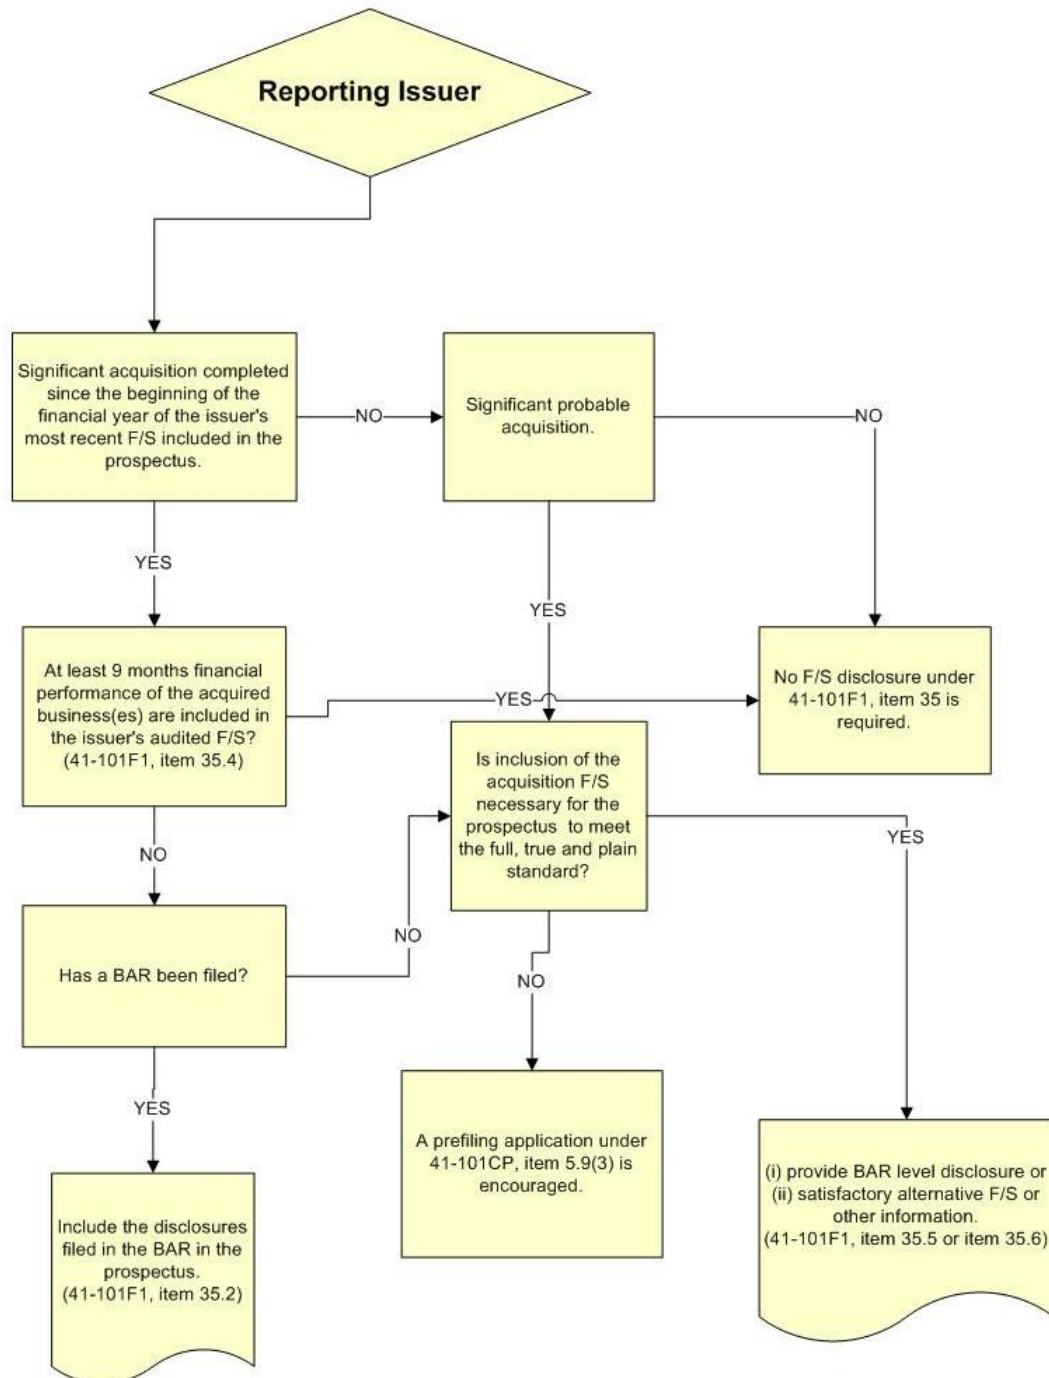 Reporting Issuer
Significant acquisition completed
since the beginning of the
financial year of the issuer's
most recent F/S included in the
prospectus.
NO
Significant probable
acquisition.
NO
YES
YES
At least 9 months financial
performance of the acquired
business(es) are included in
the issuer's audited F/S?
(41-101F1, item 35.4)
YES
No F/S disclosure under
41-101F1, item 35 is
required.
Is inclusion of the
acquisition F/S
necessary for the
prospectus to meet
the full, true and plain
standard?
YES
NO
Has a BAR been filed?
NO
NO
YES
A prefiling application under
41-101CP, item 5.9(3) is
encouraged.
(i) provide BAR level disclosure or
(ii) satisfactory alternative F/S or
other information.
(41-101F1, item 35.5 or item 35.6)
Include the disclosures
filed in the BAR in the
prospectus.
(41-101F1, item 35.2)